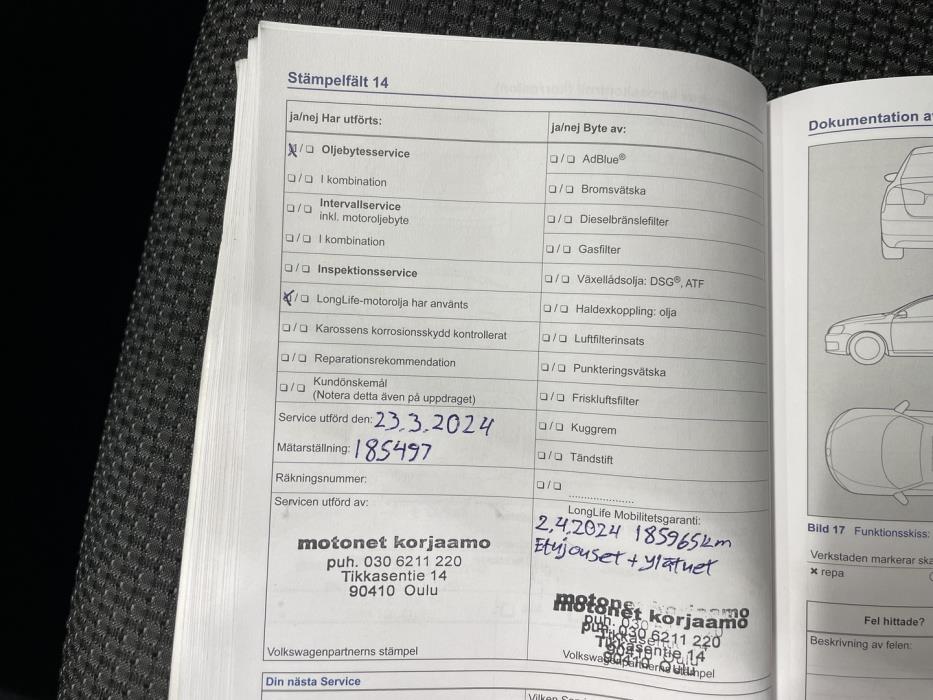 Stämpelfält 14
ja/nej Har utförts:
☒/☐ Oljebytesservice
☐/☐ I kombination
☐/☐ Intervallservice
inkl. motoroljebyte
☐/☐ I kombination
☐/☐ Inspektionsservice
☒/☐ LongLife-motorolja har använts
☐/☐ Karossens korrosionsskydd kontrollerat
☐/☐ Reparationsrekommendation
☐/☐ Kundönskemål
(Notera detta även på uppdraget)
Service utförd den: 23.3.2024
Mätarställning: 185497
Räkningsnummer:
Servicen utförd av:
motonet korjaamo
puh. 030 6211 220
Tikkasentie 14
90410 Oulu
Volkswagenpartnerns stämpel
ja/nej Byte av:
☐/☐ AdBlue®
☐/☐ Bromsvätska
☐/☐ Dieselbränslefilter
☐/☐ Gasfilter
☐/☐ Växellådsolja: DSG®, ATF
☐/☐ Haldexkoppling: olja
☐/☐ Luftfilterinsats
☐/☐ Punkteringsvätska
☐/☐ Friskluftsfilter
☐/☐ Kuggrem
☐/☐ Tändstift
☐/☐ ....................
LongLife Mobilitetsgaranti:
2.4.2024 185965km
Etujouset + ylätuet
motonet korjaamo
puh. 030 6211 220
Tikkasentie 14
90410 Oulu
Volkswagenpartnerns stämpel
Din nästa Service
Dokumentation
Bild 17 Funktionsskiss:
Verkstaden markerar
× repa
Fel hittade?
Beskrivning av felen: